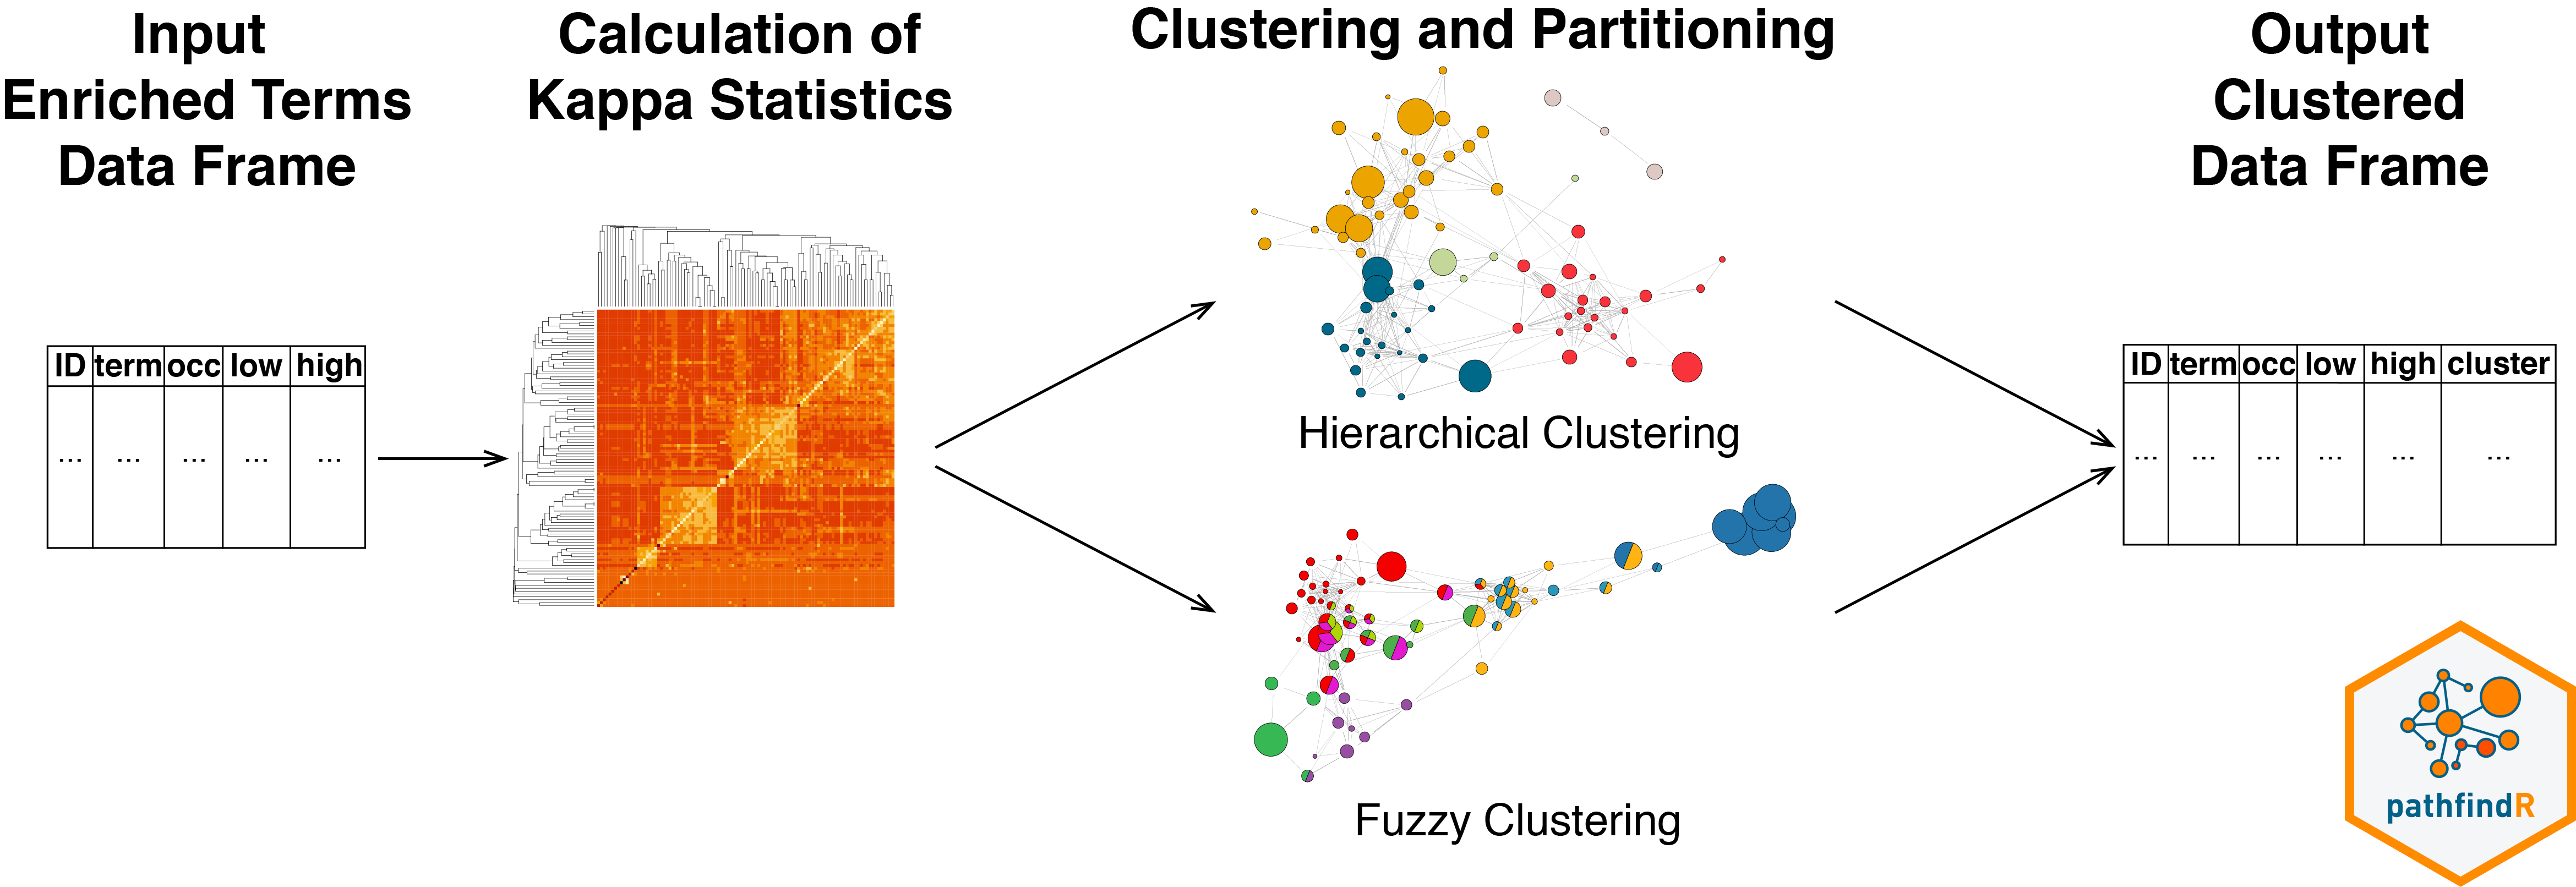 Input
Enriched Terms
Data Frame
Calculation of
Kappa Statistics
Clustering and Partitioning
Output
Clustered
Data Frame
ID term occ low high
... ... ... ... ...
Hierarchical Clustering
Fuzzy Clustering
ID term occ low high cluster
... ... ... ... ... ...
pathfindR